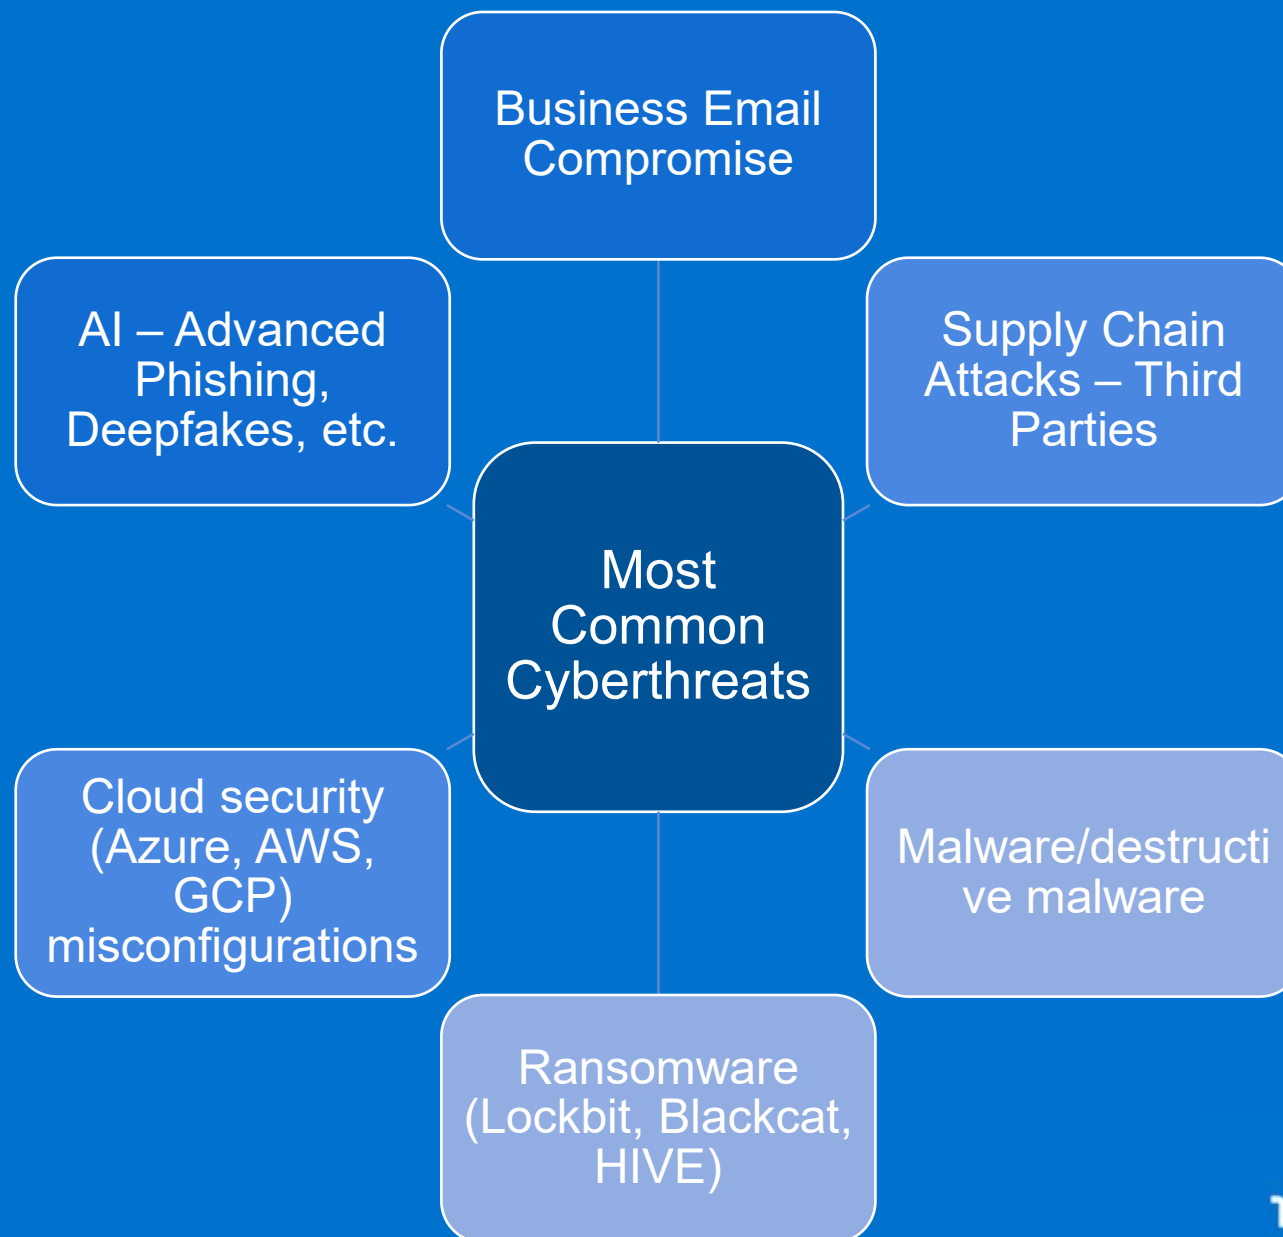 Business Email
Compromise
AI – Advanced
Phishing,
Deepfakes, etc.
Supply Chain
Attacks – Third
Parties
Most
Common
Cyberthreats
Cloud security
(Azure, AWS,
GCP)
misconfigurations
Malware/destructi
ve malware
Ransomware
(Lockbit, Blackcat,
HIVE)